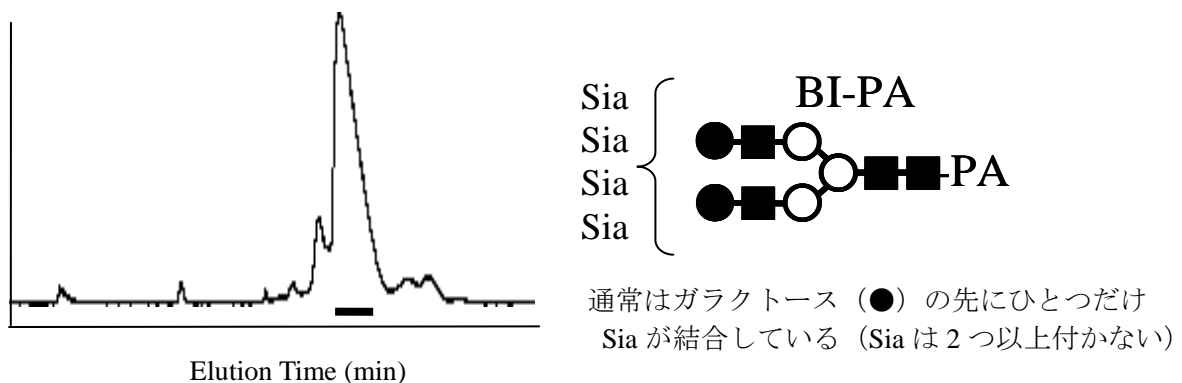 Elution Time (min)
BI-PA
Sia
Sia
Sia
Sia
-PA
通常はガラクトース（●）の先にひとつだけ
Sia が結合している（Sia は 2 つ以上付かない）